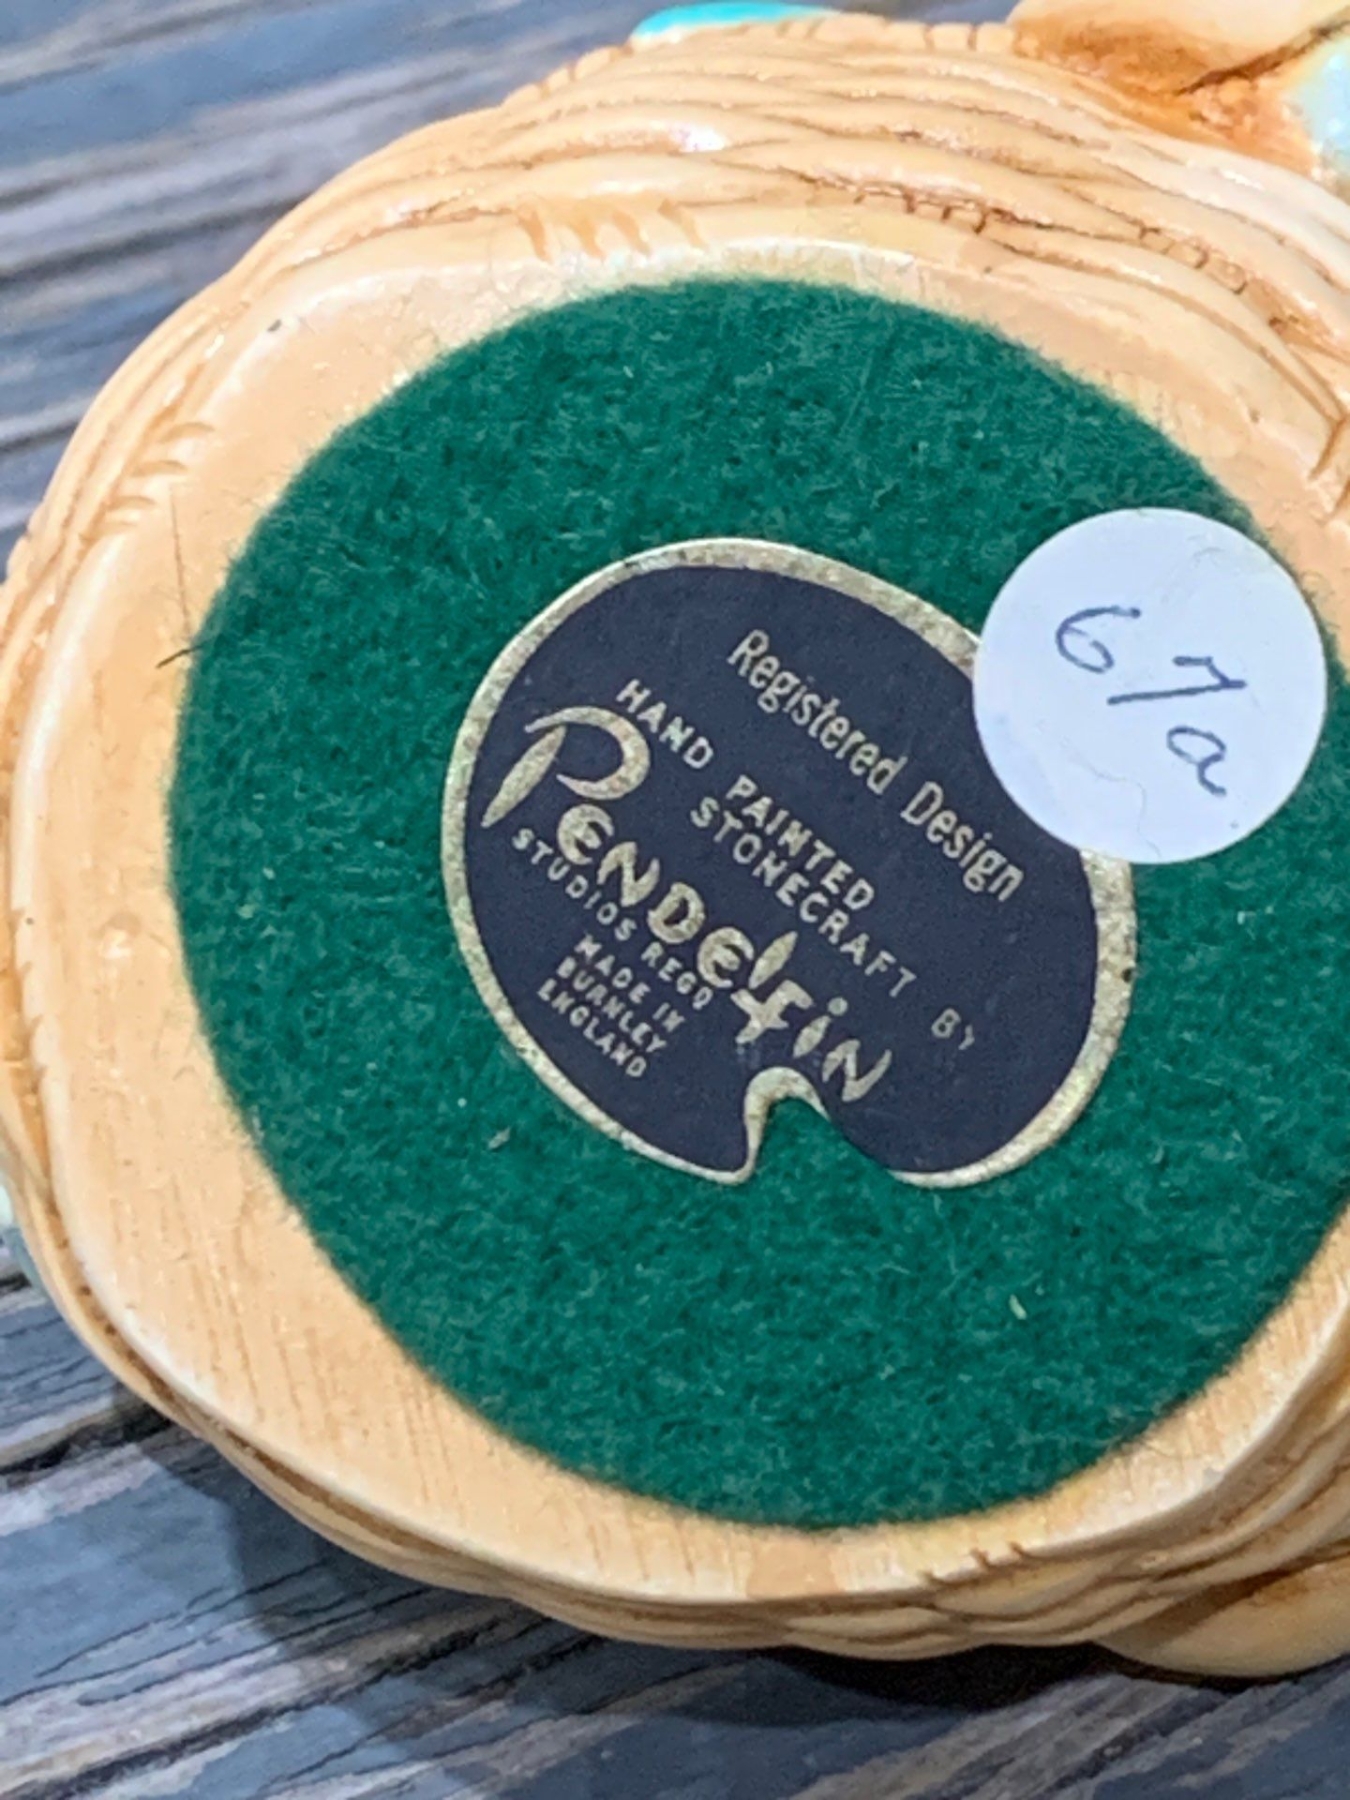 Registered Design
HAND PAINTED
STONECRAFT BY
PENDELFIN
STUDIOS REGD
MADE IN
BURNLEY
ENGLAND
67a